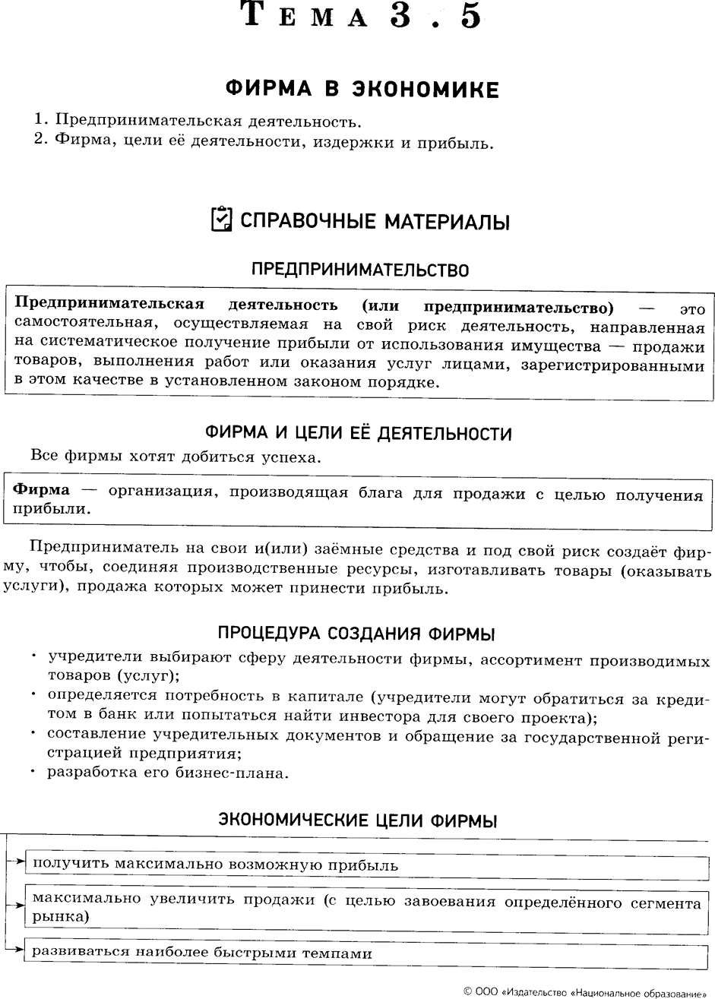 Тема 3.5
ФИРМА В ЭКОНОМИКЕ
1. Предпринимательская деятельность.
2. Фирма, цели её деятельности, издержки и прибыль.
СПРАВОЧНЫЕ МАТЕРИАЛЫ
ПРЕДПРИНИМАТЕЛЬСТВО
Предпринимательская деятельность (или предпринимательство) — это
самостоятельная, осуществляемая на свой риск деятельность, направленная
на систематическое получение прибыли от использования имущества — продажи
товаров, выполнения работ или оказания услуг лицами, зарегистрированными
в этом качестве в установленном законом порядке.
ФИРМА И ЦЕЛИ ЕЁ ДЕЯТЕЛЬНОСТИ
Все фирмы хотят добиться успеха.
Фирма — организация, производящая блага для продажи с целью получения
прибыли.
Предприниматель на свои и(или) заёмные средства и под свой риск создаёт фир-
му, чтобы, соединяя производственные ресурсы, изготавливать товары (оказывать
услуги), продажа которых может принести прибыль.
ПРОЦЕДУРА СОЗДАНИЯ ФИРМЫ
• учредители выбирают сферу деятельности фирмы, ассортимент производимых
товаров (услуг);
• определяется потребность в капитале (учредители могут обратиться за креди-
том в банк или попытаться найти инвестора для своего проекта);
• составление учредительных документов и обращение за государственной реги-
страцией предприятия;
• разработка его бизнес-плана.
ЭКОНОМИЧЕСКИЕ ЦЕЛИ ФИРМЫ
получить максимально возможную прибыль
максимально увеличить продажи (с целью завоевания определённого сегмента
рынка)
развиваться наиболее быстрыми темпами
© ООО «Издательство «Национальное образование»